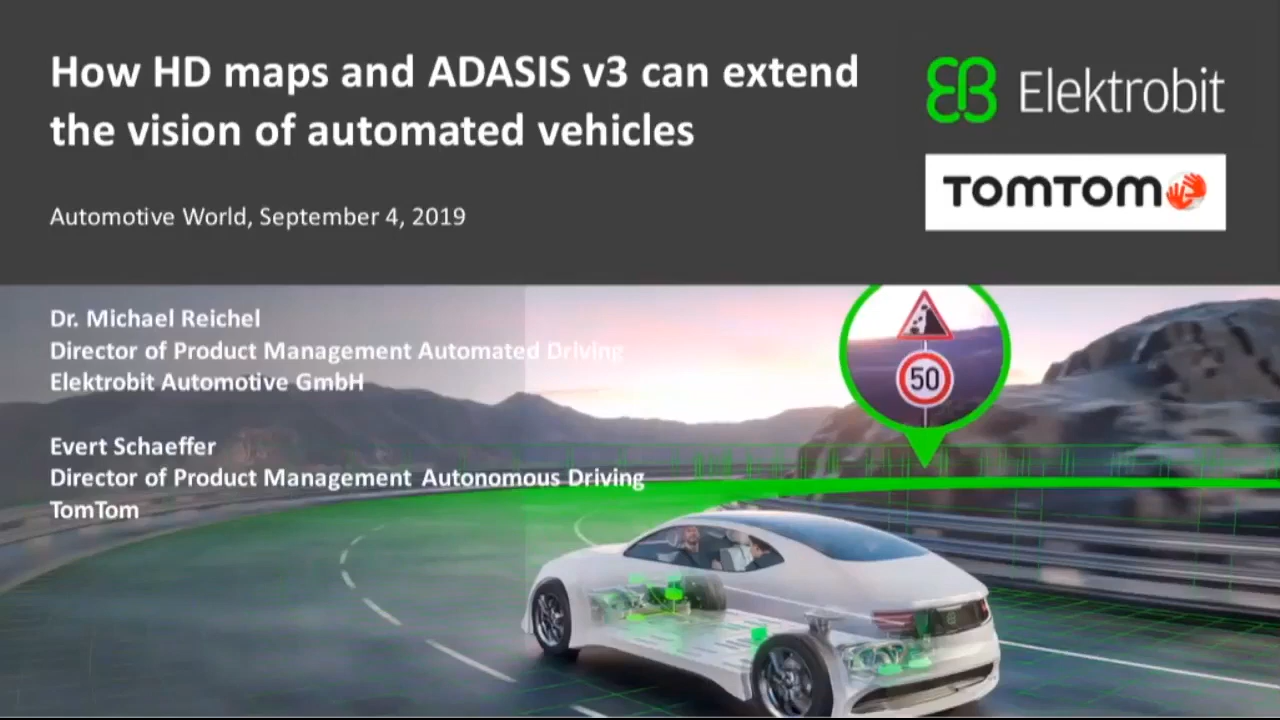 How HD maps and ADASIS v3 can extend
the vision of automated vehicles
Automotive World, September 4, 2019
Elektrobit
TOMTOM
Dr. Michael Reichel
Director of Product Management Automated Driving
Elektrobit Automotive GmbH
Evert Schaeffer
Director of Product Management Autonomous Driving
TomTom
50